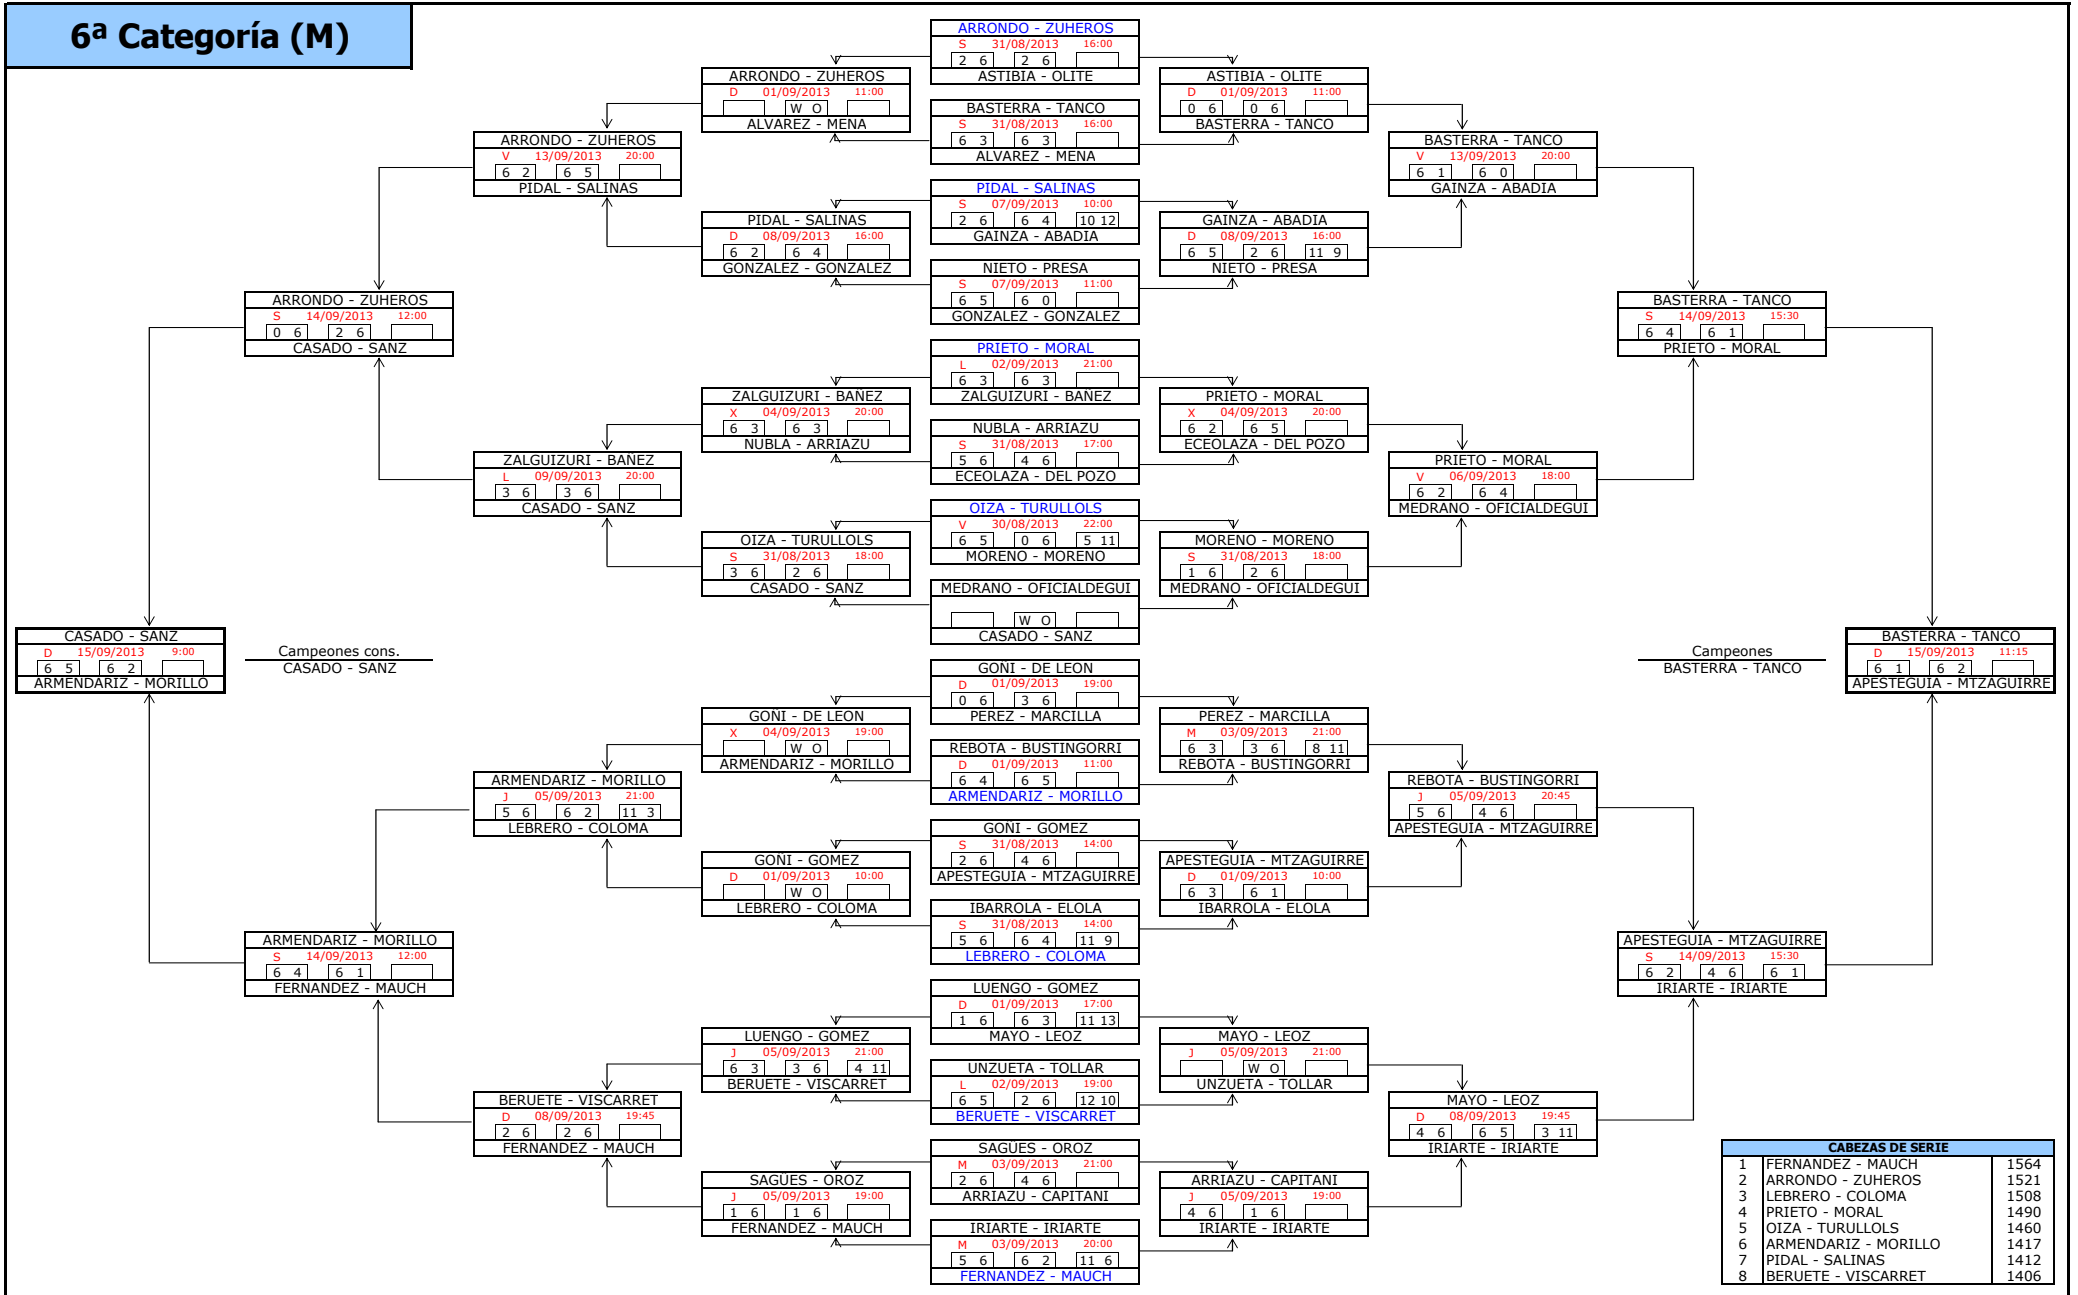 6ª Categoría (M)
CASADO - SANZ
D 15/09/2013 9:00
6 5 6 2
ARMENDARIZ - MORILLO
Campeones cons.
CASADO - SANZ
ARRONDO - ZUHEROS
S 14/09/2013 12:00
0 6 2 6
CASADO - SANZ
ARMENDARIZ - MORILLO
S 14/09/2013 12:00
6 4 6 1
FERNANDEZ - MAUCH
ARRONDO - ZUHEROS
V 13/09/2013 20:00
6 2 6 5
PIDAL - SALINAS
ZALGUIZURI - BAÑEZ
L 09/09/2013 20:00
3 6 3 6
CASADO - SANZ
ARMENDARIZ - MORILLO
J 05/09/2013 21:00
5 6 6 2 11 3
LEBRERO - COLOMA
BERUETE - VISCARRET
D 08/09/2013 19:45
2 6 2 6
FERNANDEZ - MAUCH
ARRONDO - ZUHEROS
D 01/09/2013 11:00
W O
ALVAREZ - MENA
PIDAL - SALINAS
D 08/09/2013 16:00
6 2 6 4
GONZALEZ - GONZALEZ
ZALGUIZURI - BAÑEZ
X 04/09/2013 20:00
6 3 6 3
NUBLA - ARRIAZU
OIZA - TURULLOLS
S 31/08/2013 18:00
3 6 2 6
CASADO - SANZ
GOÑI - DE LEON
X 04/09/2013 19:00
W O
ARMENDARIZ - MORILLO
GOÑI - GOMEZ
D 01/09/2013 10:00
W O
LEBRERO - COLOMA
LUENGO - GOMEZ
J 05/09/2013 21:00
6 3 3 6 4 11
BERUETE - VISCARRET
SAGÜES - OROZ
J 05/09/2013 19:00
1 6 1 6
FERNANDEZ - MAUCH
ARRONDO - ZUHEROS
S 31/08/2013 16:00
2 6 2 6
ASTIBIA - OLITE
BASTERRA - TANCO
S 31/08/2013 16:00
6 3 6 3
ALVAREZ - MENA
PIDAL - SALINAS
S 07/09/2013 10:00
2 6 6 4 10 12
GAINZA - ABADIA
NIETO - PRESA
S 07/09/2013 11:00
6 5 6 0
GONZALEZ - GONZALEZ
PRIETO - MORAL
L 02/09/2013 21:00
6 3 6 3
ZALGUIZURI - BAÑEZ
NUBLA - ARRIAZU
S 31/08/2013 17:00
5 6 4 6
ECEOLAZA - DEL POZO
OIZA - TURULLOLS
V 30/08/2013 22:00
6 5 0 6 5 11
MORENO - MORENO
MEDRANO - OFICIALDEGUI
W O
CASADO - SANZ
GOÑI - DE LEON
D 01/09/2013 19:00
0 6 3 6
PEREZ - MARCILLA
REBOTA - BUSTINGORRI
D 01/09/2013 11:00
6 4 6 5
ARMENDARIZ - MORILLO
GOÑI - GOMEZ
S 31/08/2013 14:00
2 6 4 6
APESTEGUIA - MTZAGUIRRE
IBARROLA - ELOLA
S 31/08/2013 14:00
5 6 6 4 11 9
LEBRERO - COLOMA
LUENGO - GOMEZ
D 01/09/2013 17:00
1 6 6 3 11 13
MAYO - LEOZ
UNZUETA - TOLLAR
L 02/09/2013 19:00
6 5 2 6 12 10
BERUETE - VISCARRET
SAGÜES - OROZ
M 03/09/2013 21:00
2 6 4 6
ARRIAZU - CAPITANI
IRIARTE - IRIARTE
M 03/09/2013 20:00
5 6 6 2 11 6
FERNANDEZ - MAUCH
ASTIBIA - OLITE
D 01/09/2013 11:00
0 6 0 6
BASTERRA - TANCO
GAINZA - ABADIA
D 08/09/2013 16:00
6 5 2 6 11 9
NIETO - PRESA
PRIETO - MORAL
X 04/09/2013 20:00
6 2 6 5
ECEOLAZA - DEL POZO
MORENO - MORENO
S 31/08/2013 18:00
1 6 2 6
MEDRANO - OFICIALDEGUI
PEREZ - MARCILLA
M 03/09/2013 21:00
6 3 3 6 8 11
REBOTA - BUSTINGORRI
APESTEGUIA - MTZAGUIRRE
D 01/09/2013 10:00
6 3 6 1
IBARROLA - ELOLA
MAYO - LEOZ
J 05/09/2013 21:00
W O
UNZUETA - TOLLAR
ARRIAZU - CAPITANI
J 05/09/2013 19:00
4 6 1 6
IRIARTE - IRIARTE
BASTERRA - TANCO
V 13/09/2013 20:00
6 1 6 0
GAINZA - ABADIA
PRIETO - MORAL
V 06/09/2013 18:00
6 2 6 4
MEDRANO - OFICIALDEGUI
REBOTA - BUSTINGORRI
J 05/09/2013 20:45
5 6 4 6
APESTEGUIA - MTZAGUIRRE
MAYO - LEOZ
D 08/09/2013 19:45
4 6 6 5 3 11
IRIARTE - IRIARTE
BASTERRA - TANCO
S 14/09/2013 15:30
6 4 6 1
PRIETO - MORAL
APESTEGUIA - MTZAGUIRRE
S 14/09/2013 15:30
6 2 4 6 6 1
IRIARTE - IRIARTE
Campeones
BASTERRA - TANCO
BASTERRA - TANCO
D 15/09/2013 11:15
6 1 6 2
APESTEGUIA - MTZAGUIRRE
CABEZAS DE SERIE
1 FERNANDEZ - MAUCH 1564
2 ARRONDO - ZUHEROS 1521
3 LEBRERO - COLOMA 1508
4 PRIETO - MORAL 1490
5 OIZA - TURULLOLS 1460
6 ARMENDARIZ - MORILLO 1417
7 PIDAL - SALINAS 1412
8 BERUETE - VISCARRET 1406